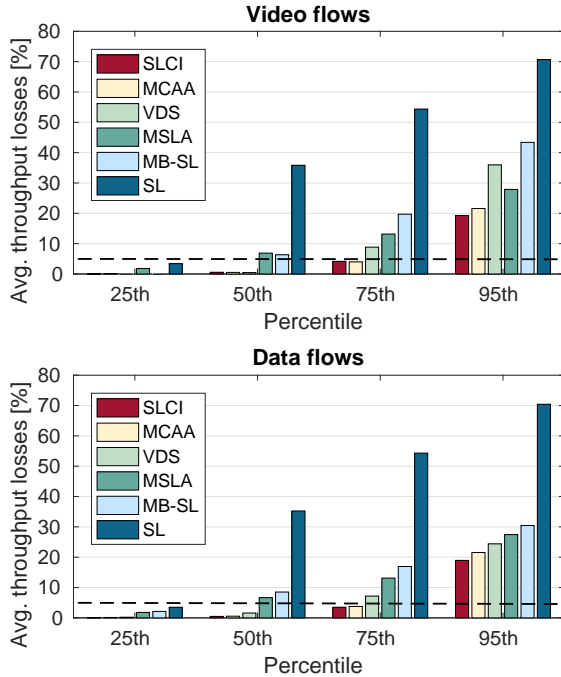 Video flows
Avg. throughput losses [%]
80
70
60
50
40
30
20
10
0
SLCI
MCAA
VDS
MSLA
MB-SL
SL
25th 50th 75th 95th
Percentile
Data flows
Avg. throughput losses [%]
80
70
60
50
40
30
20
10
0
SLCI
MCAA
VDS
MSLA
MB-SL
SL
25th 50th 75th 95th
Percentile